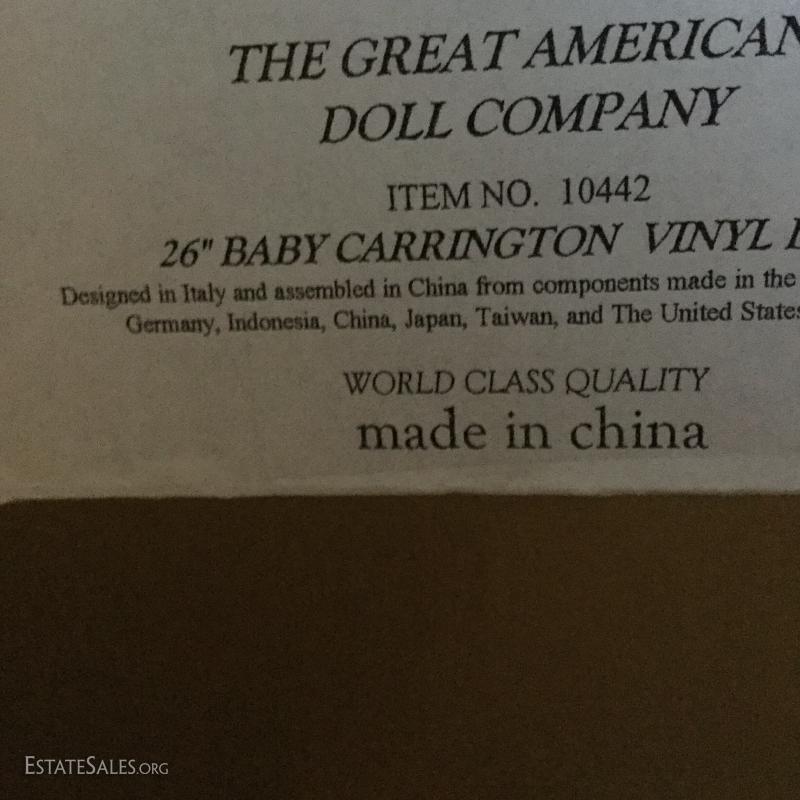 THE GREAT AMERICAN
DOLL COMPANY
ITEM NO. 10442
26" BABY CARRINGTON VINYL
Designed in Italy and assembled in China from components made in the
Germany, Indonesia, China, Japan, Taiwan, and The United States
WORLD CLASS QUALITY
made in china
ESTATESALES.ORG